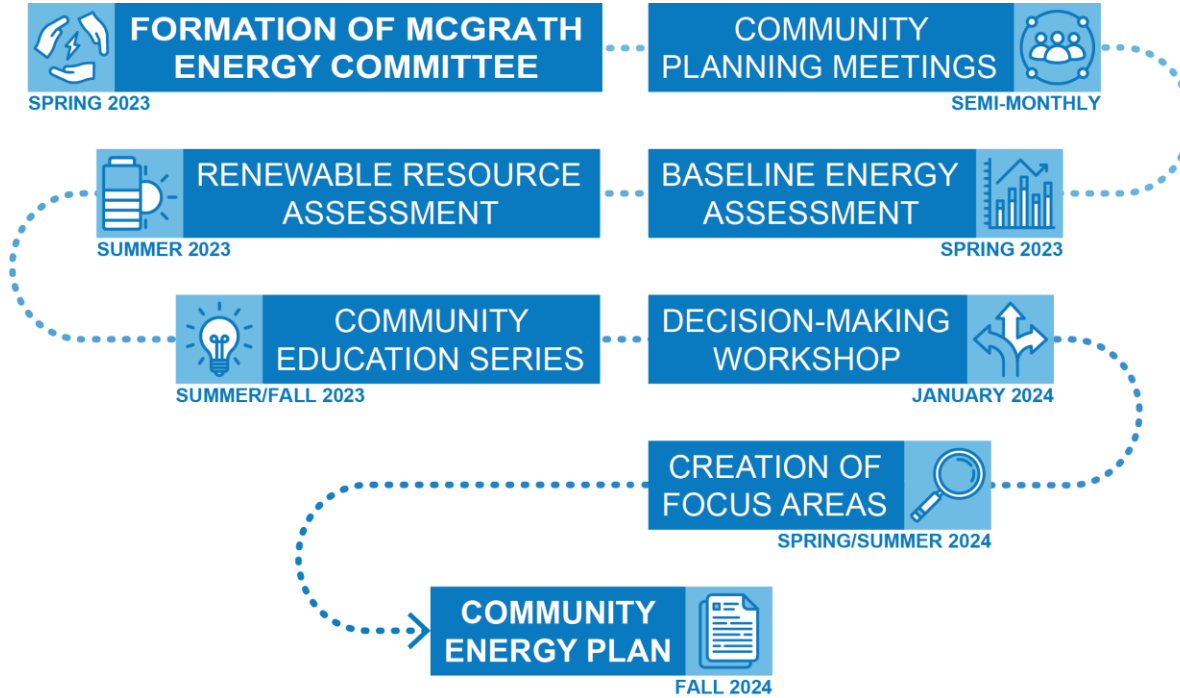 FORMATION OF MCGRATH
ENERGY COMMITTEE
SPRING 2023
COMMUNITY
PLANNING MEETINGS
SEMI-MONTHLY
BASELINE ENERGY
ASSESSMENT
SPRING 2023
RENEWABLE RESOURCE
ASSESSMENT
SUMMER 2023
COMMUNITY
EDUCATION SERIES
SUMMER/FALL 2023
DECISION-MAKING
WORKSHOP
JANUARY 2024
CREATION OF
FOCUS AREAS
SPRING/SUMMER 2024
COMMUNITY
ENERGY PLAN
FALL 2024